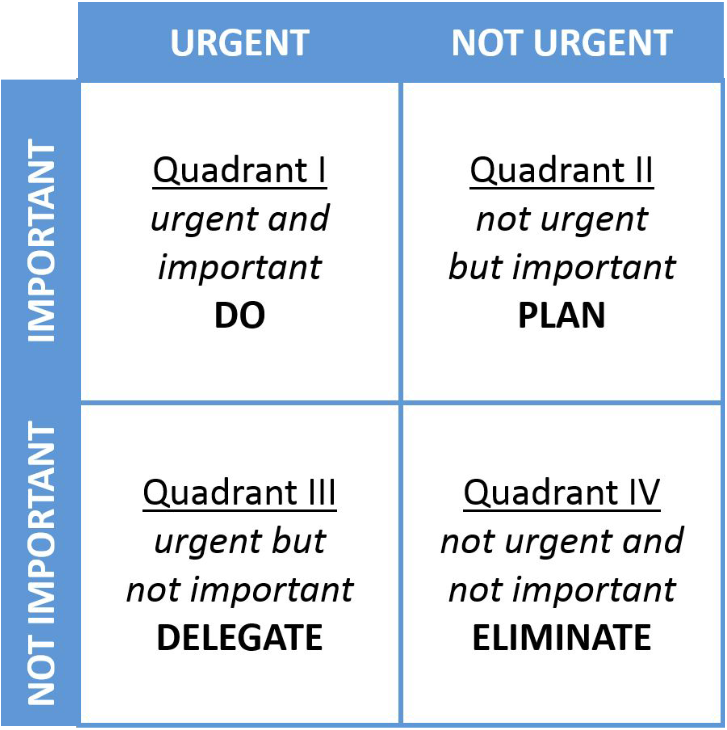 URGENT
NOT URGENT
IMPORTANT
Quadrant I
urgent and
important
DO
Quadrant II
not urgent
but important
PLAN
NOT IMPORTANT
Quadrant III
urgent but
not important
DELEGATE
Quadrant IV
not urgent and
not important
ELIMINATE